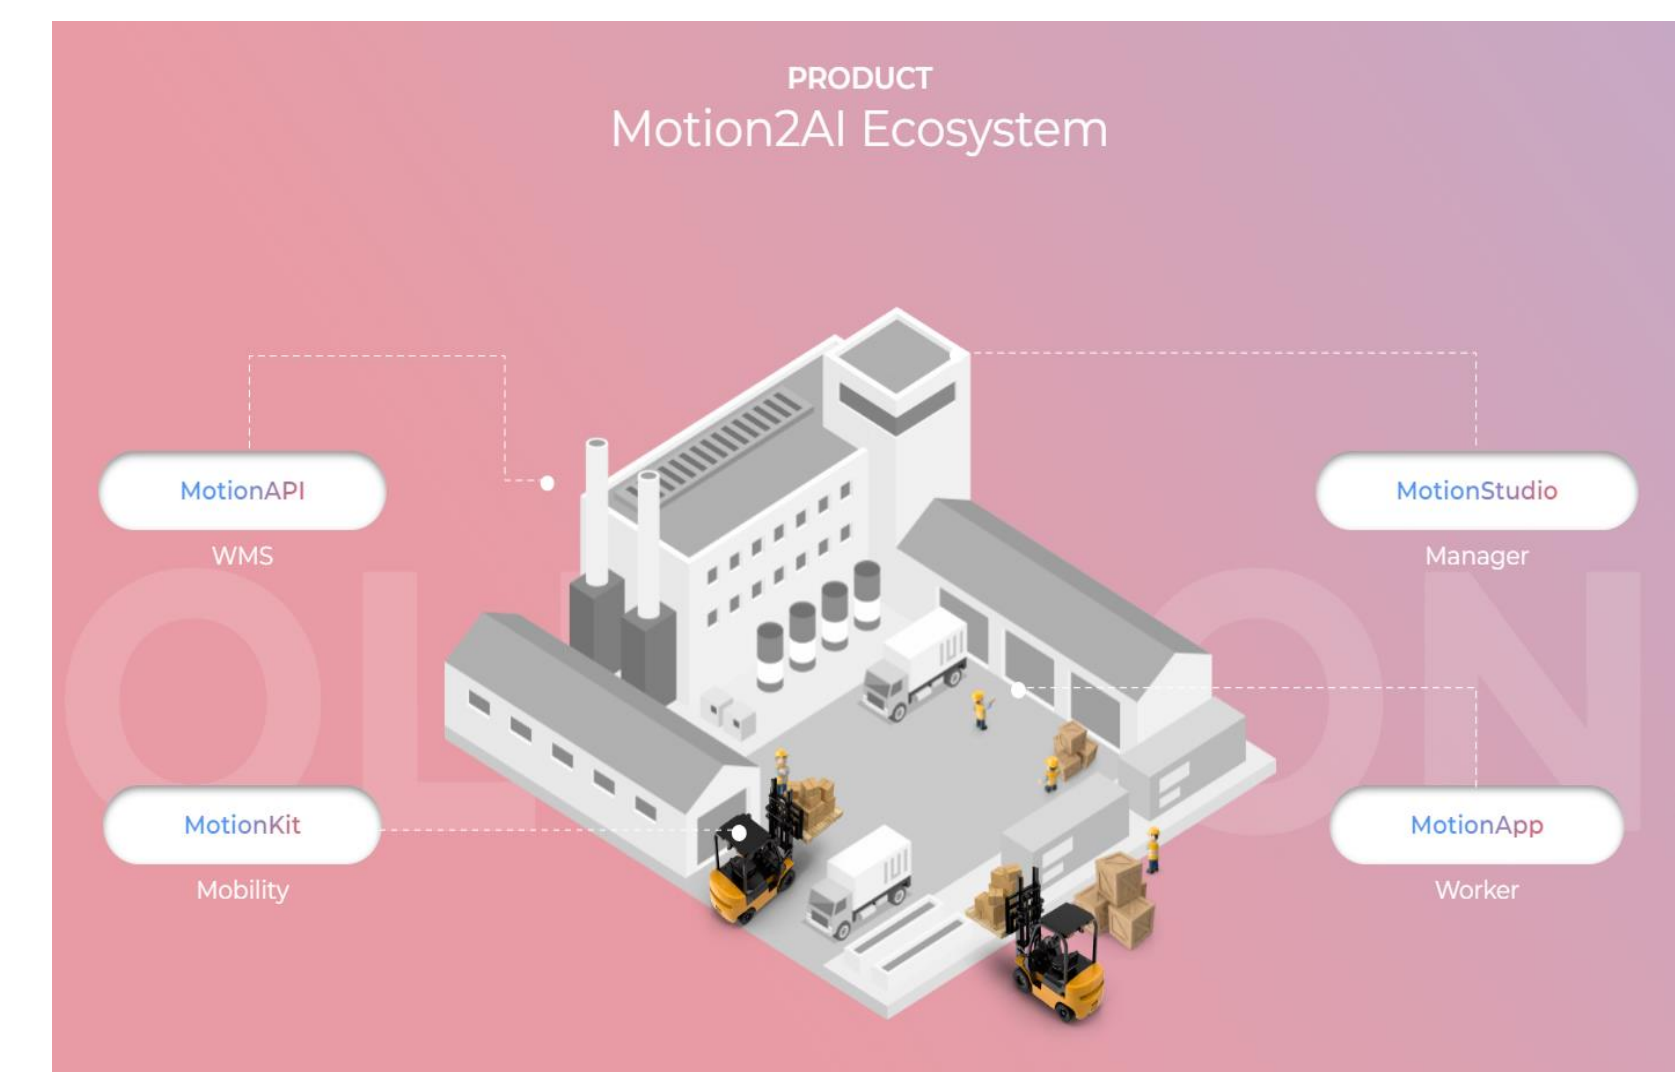 PRODUCT
Motion2AI Ecosystem
MotionAPI
WMS
MotionStudio
Manager
MotionKit
Mobility
MotionApp
Worker